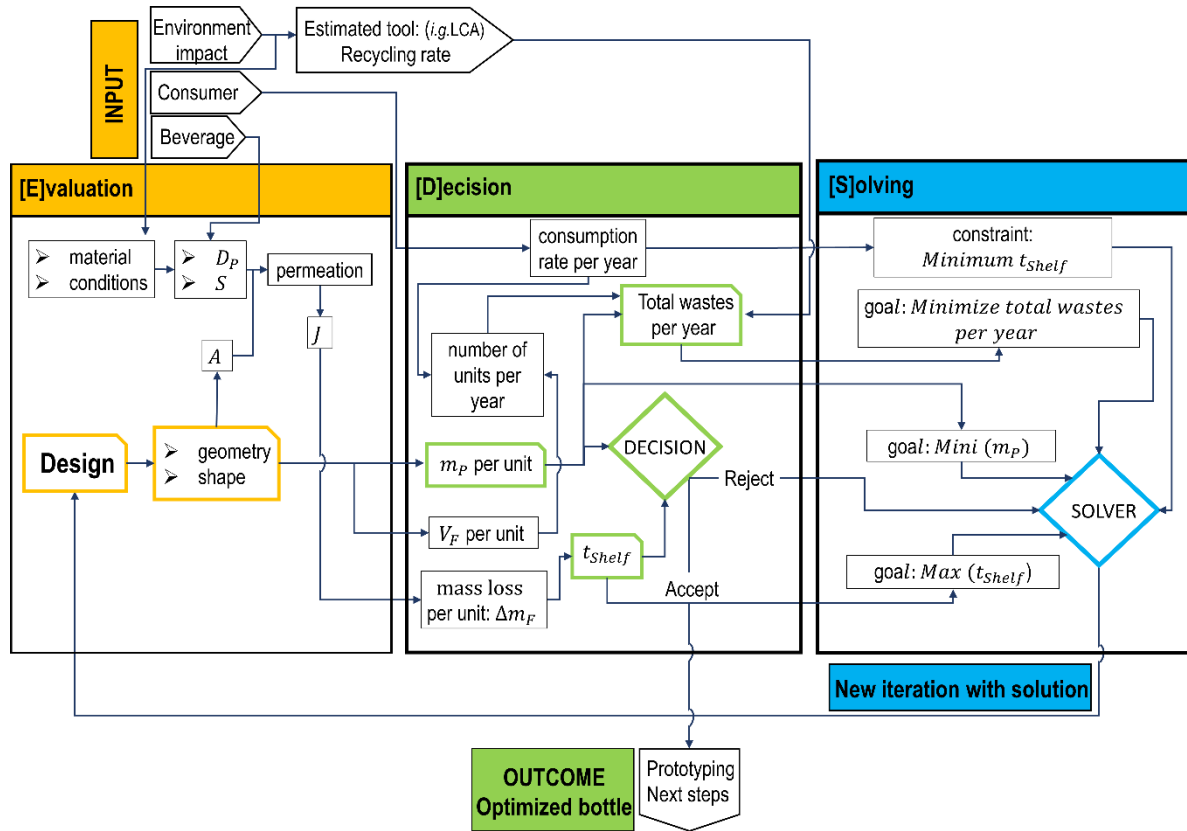 INPUT
Environment
impact
Estimated tool: (i.g.LCA)
Recycling rate
Consumer
Beverage
[E]valuation
➢ material
➢ conditions
➢ D_P
➢ S
permeation
J
A
Design
➢ geometry
➢ shape
[D]ecision
consumption
rate per year
Total wastes
per year
number of
units per
year
DECISION
m_P per unit
Reject
V_F per unit
t_Shelf
mass loss
per unit: Δm_F
Accept
[S]olving
constraint:
Minimum t_Shelf
goal: Minimize total wastes
per year
goal: Mini (m_P)
SOLVER
goal: Max (t_Shelf)
New iteration with solution
OUTCOME
Optimized bottle
Prototyping
Next steps